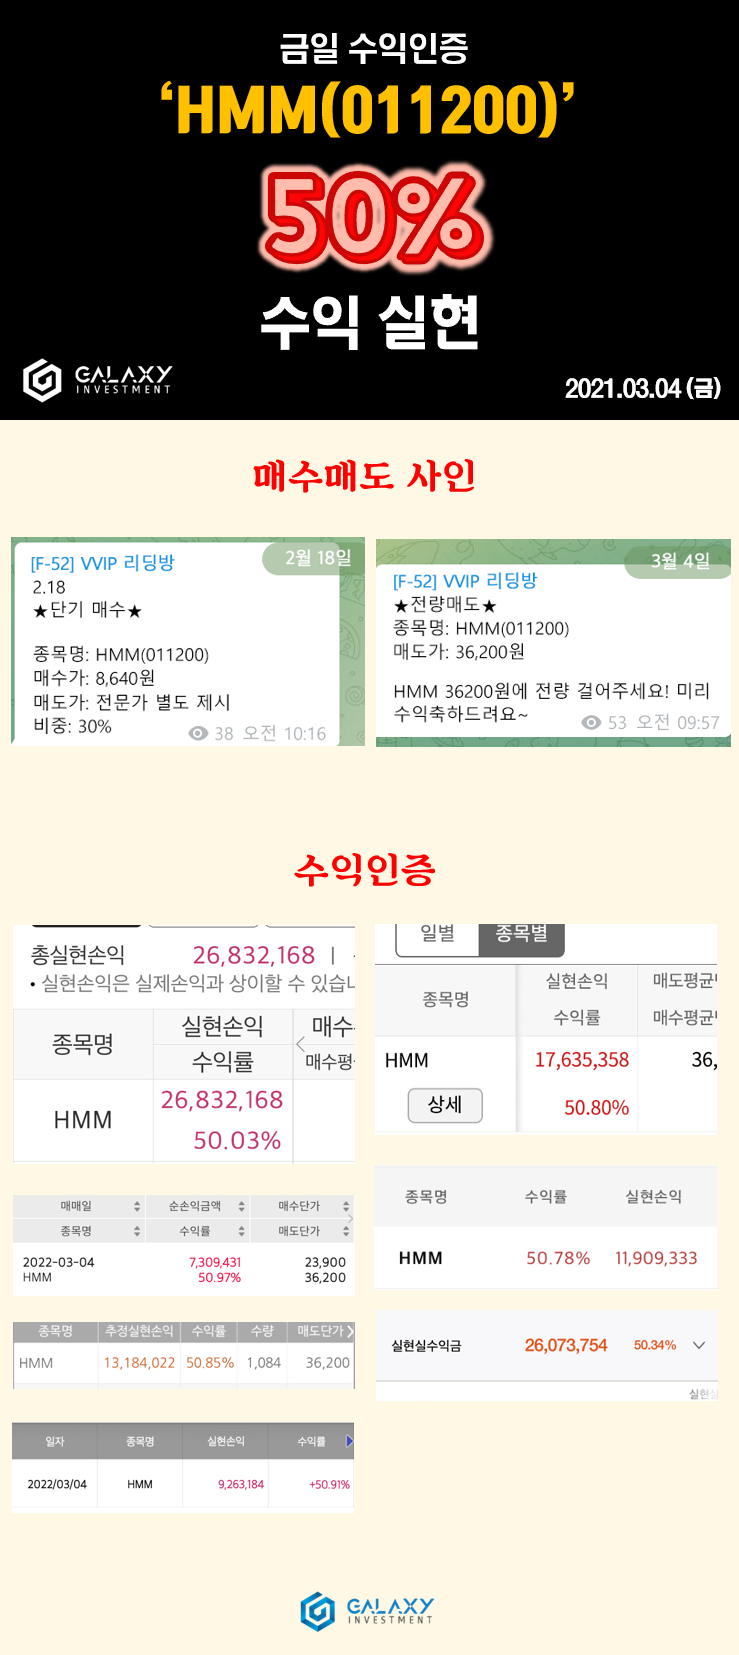 금일 수익인증
‘HMM(011200)’
50%
수익 실현
GALAXY
INVESTMENT
2021.03.04 (금)
매수매도 사인
2월 18일
[F-52] VVIP 리딩방
2.18
★단기 매수★
종목명: HMM(011200)
매수가: 8,640원
매도가: 전문가 별도 제시
비중: 30%
38 오전 10:16
3월 4일
[F-52] VVIP 리딩방
★전량매도★
종목명: HMM(011200)
매도가: 36,200원
HMM 36200원에 전량 걸어주세요! 미리
수익축하드려요~
53 오전 09:57
수익인증
총실현손익 26,832,168
• 실현손익은 실제손익과 상이할 수 있습니
종목명 실현손익 매수
수익률 매수평
HMM 26,832,168
50.03%
일별 종목별
종목명 실현손익 매도평균
수익률 매수평균
HMM 17,635,358 36,
상세 50.80%
매매일 순손익금액 매수단가
종목명 수익률 매도단가
2022-03-04 7,309,431 23,900
HMM 50.97% 36,200
종목명 수익률 실현손익
HMM 50.78% 11,909,333
종목명 추정실현손익 수익률 수량 매도단가
HMM 13,184,022 50.85% 1,084 36,200
실현실수익금 26,073,754 50.34%
실현실
일자 종목명 실현손익 수익률
2022/03/04 HMM 9,263,184 +50.91%
GALAXY
INVESTMENT